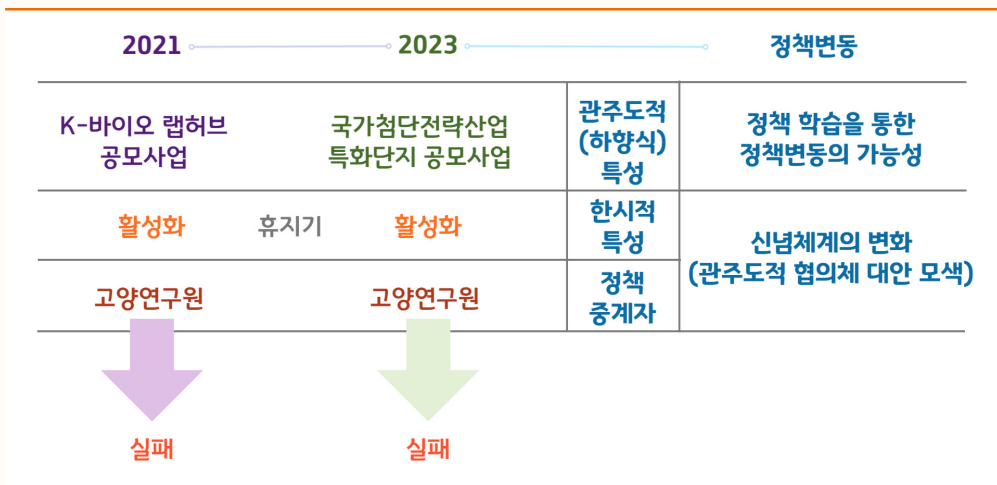 2021
2023
정책변동
K-바이오 랩허브
공모사업
국가첨단전략산업
특화단지 공모사업
관주도적
(하향식)
특성
정책 학습을 통한
정책변동의 가능성
활성화
휴지기
활성화
한시적
특성
신념체계의 변화
(관주도적 협의체 대안 모색)
고양연구원
고양연구원
정책
중계자
실패
실패